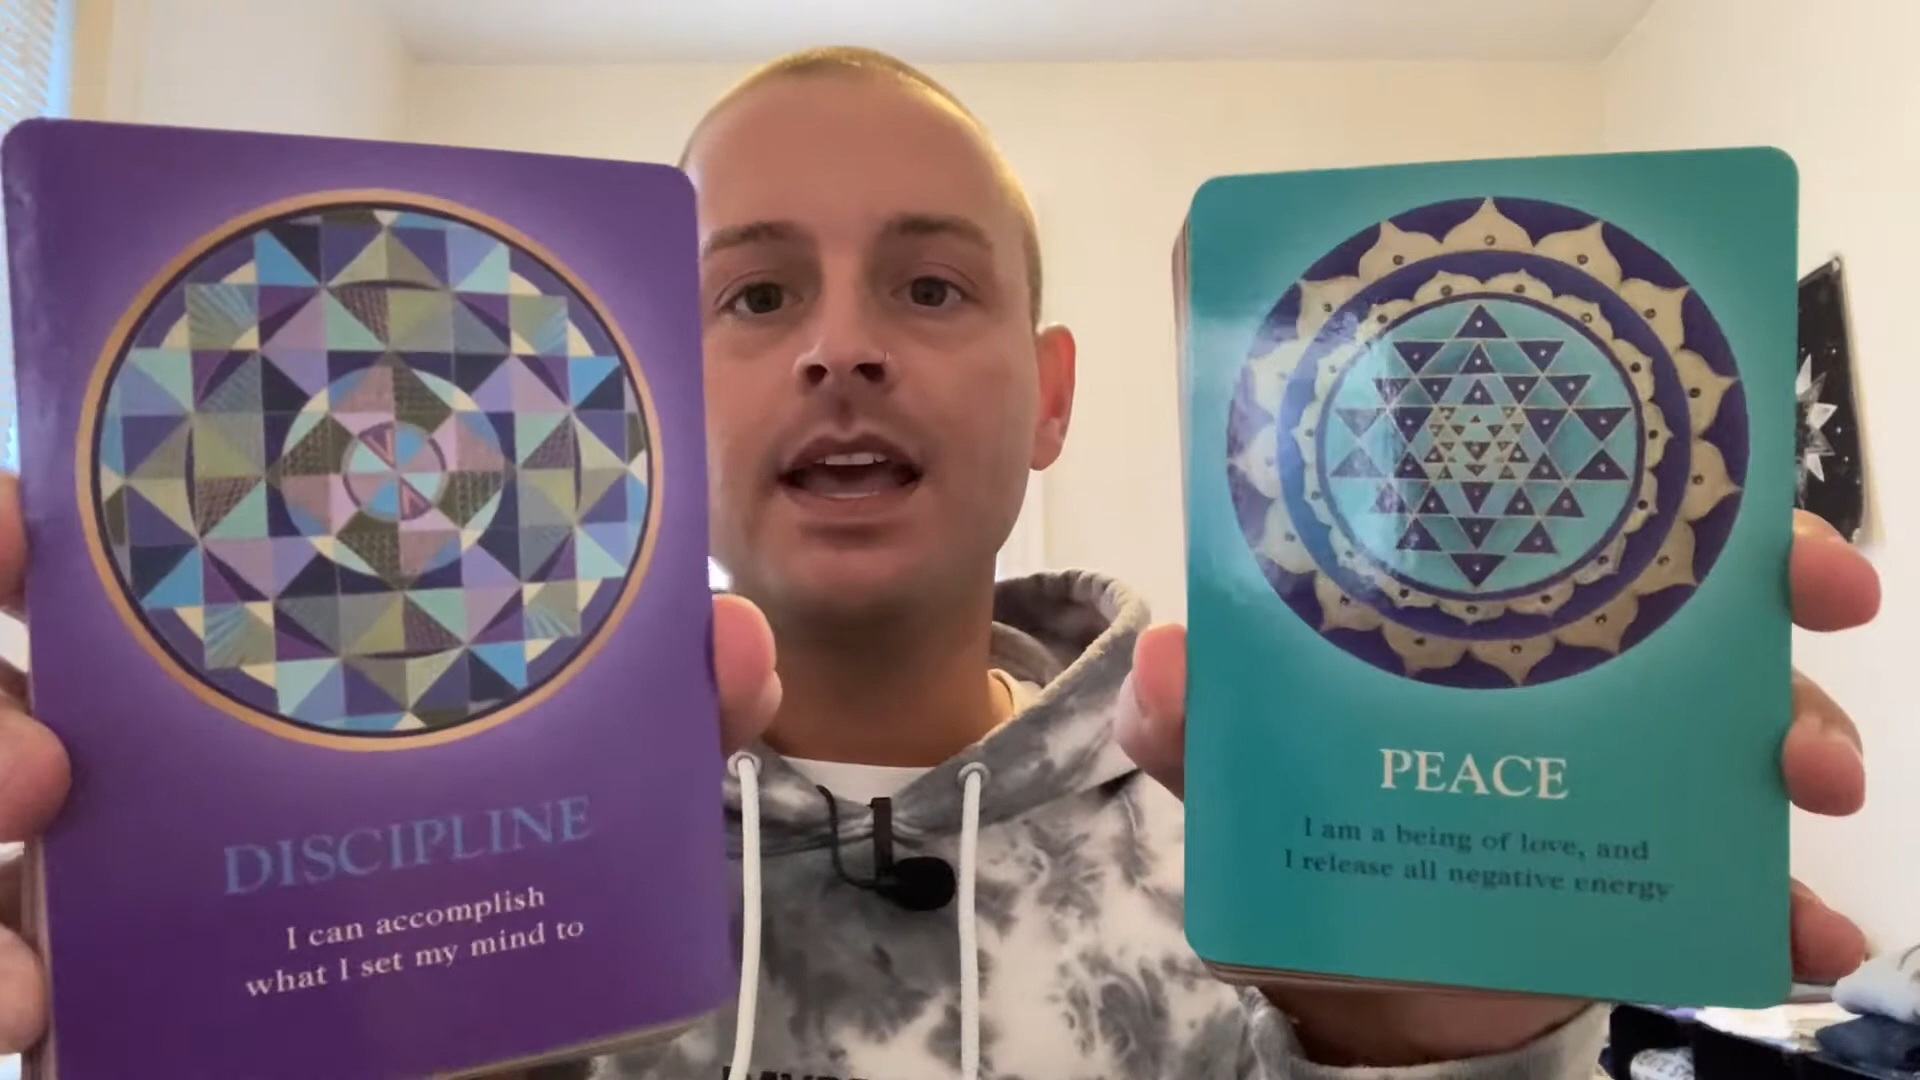 DISCIPLINE
I can accomplish
what I set my mind to
PEACE
I am a being of love, and
I release all negative energy